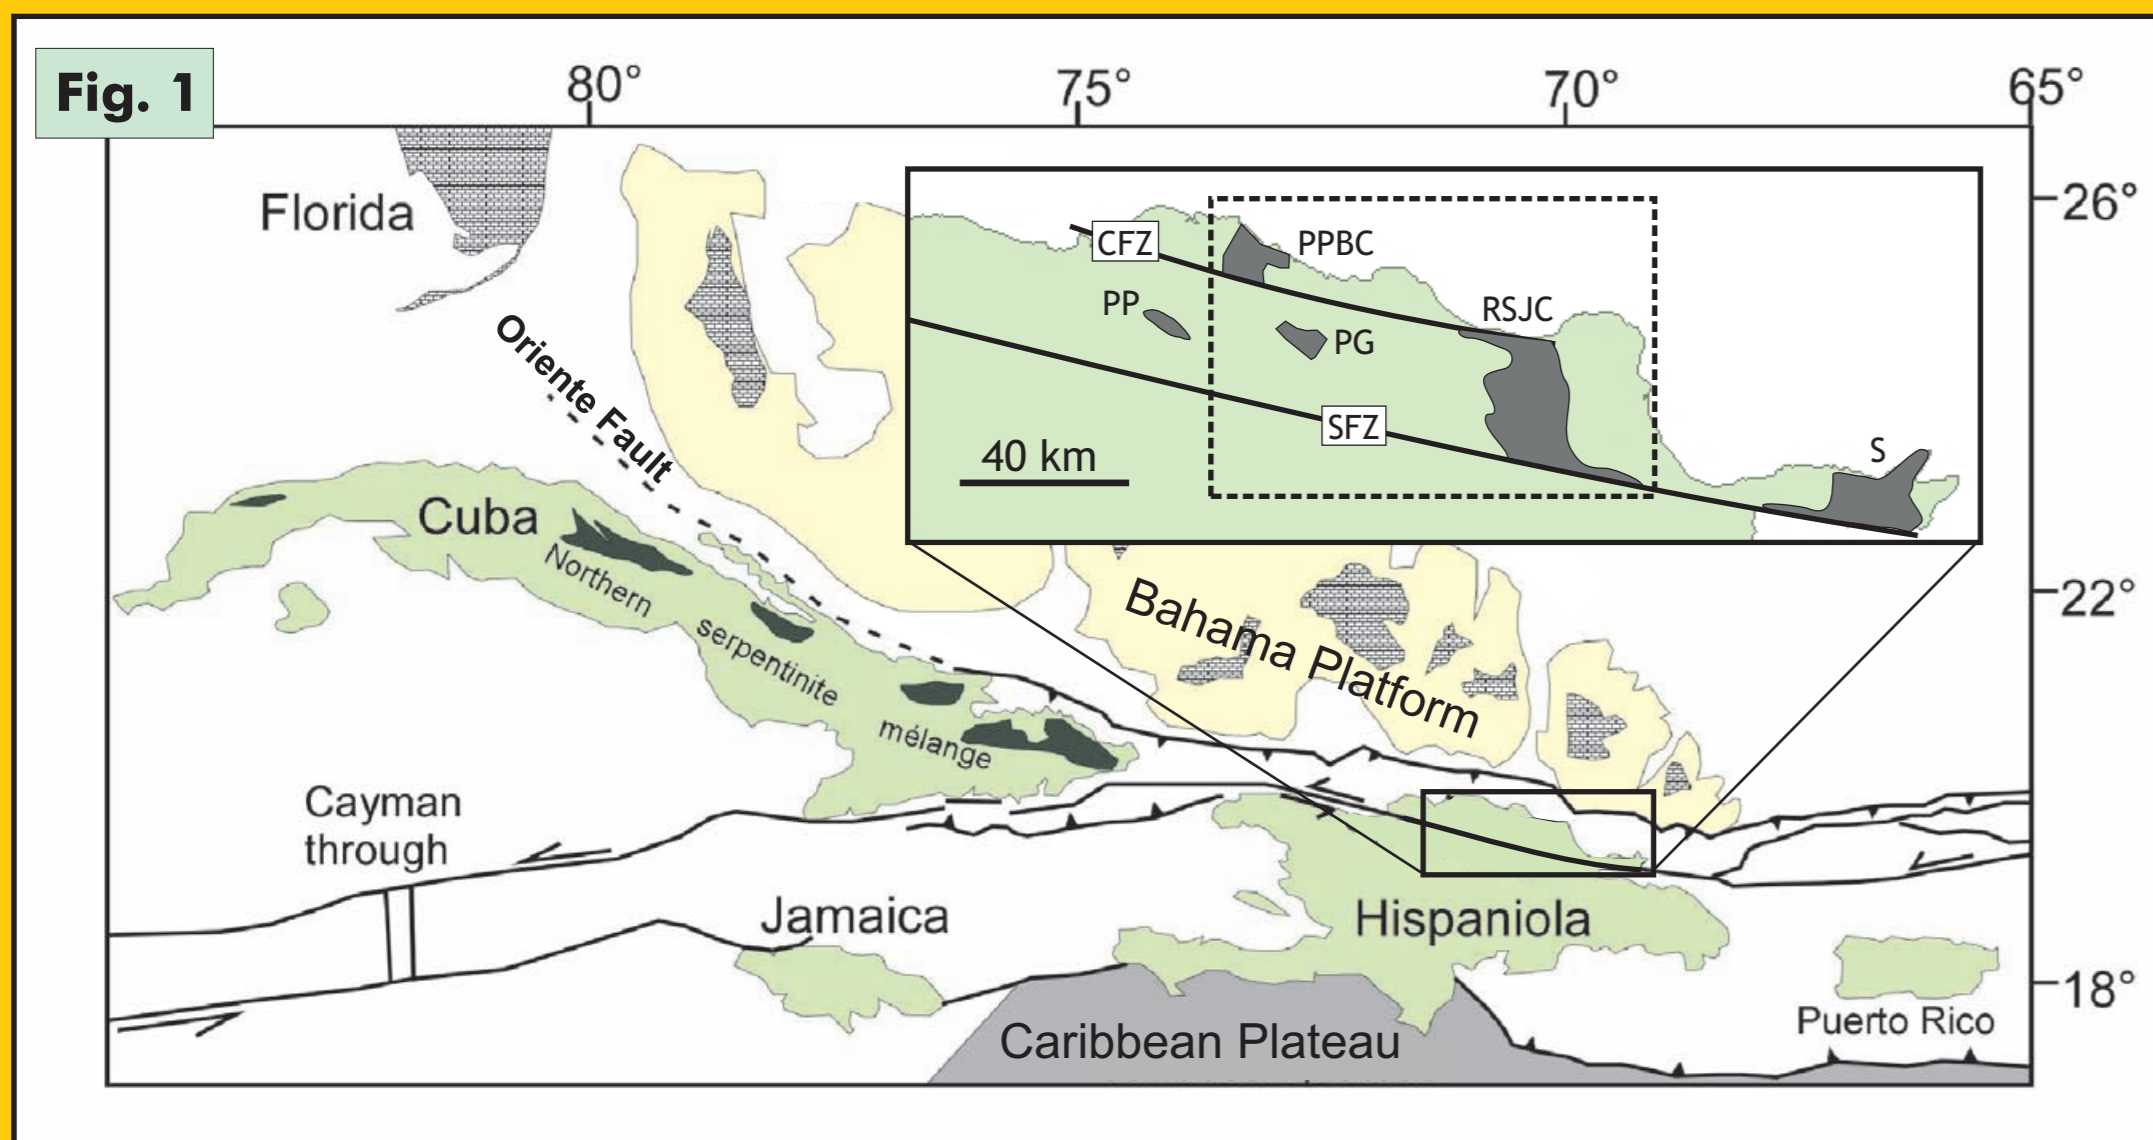 Fig. 1
80°
75°
70°
65°
26°
22°
18°
Florida
Oriente Fault
CFZ
PPBC
PP
PG
RSJC
SFZ
40 km
S
Cuba
Northern
serpentinite
mélange
Bahama Platform
Cayman
through
Jamaica
Hispaniola
Caribbean Plateau
Puerto Rico